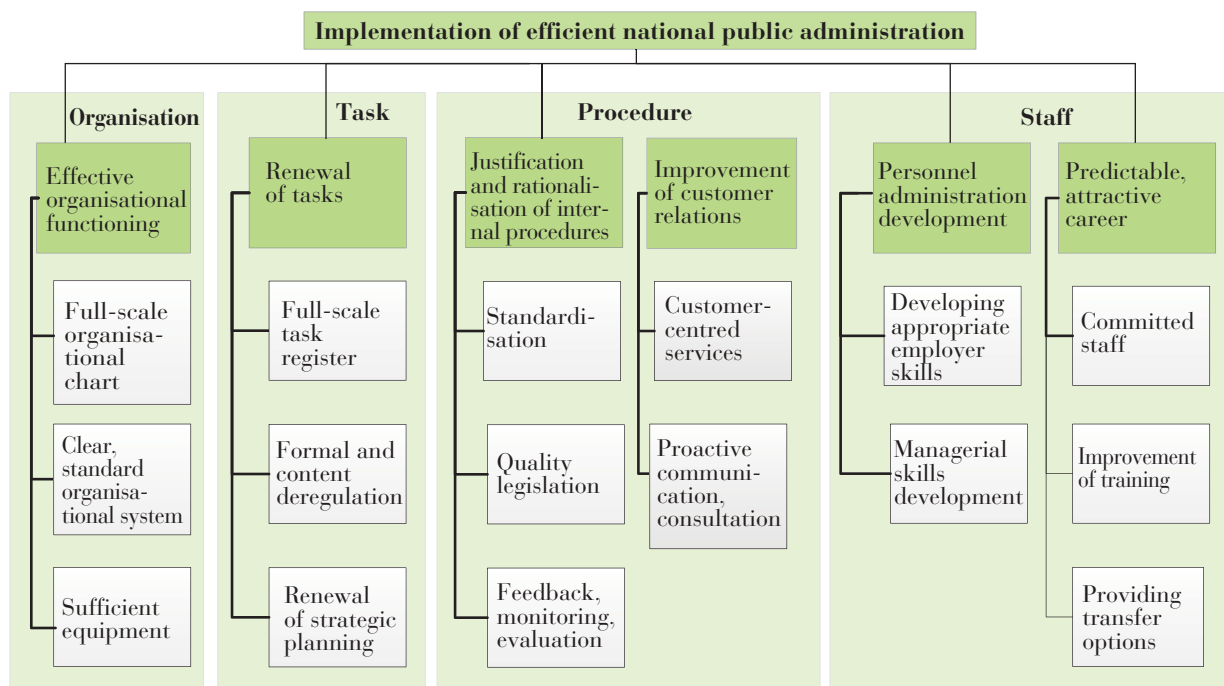 Implementation of efficient national public administration
Organisation
Effective
organisational
functioning
Full-scale
organisa-
tional
chart
Clear,
standard
organisa-
tional system
Sufficient
equipment
Task
Renewal
of tasks
Full-scale
task
register
Formal and
content
deregulation
Renewal
of strategic
planning
Procedure
Justification
and rationali-
sation of inter-
nal procedures
Standardi-
sation
Quality
legislation
Feedback,
monitoring,
evaluation
Improvement
of customer
relations
Customer-
centred
services
Proactive
communi-
cation,
consultation
Staff
Personnel
administration
development
Developing
appropriate
employer
skills
Managerial
skills
development
Predictable,
attractive
career
Committed
staff
Improvement
of training
Providing
transfer
options